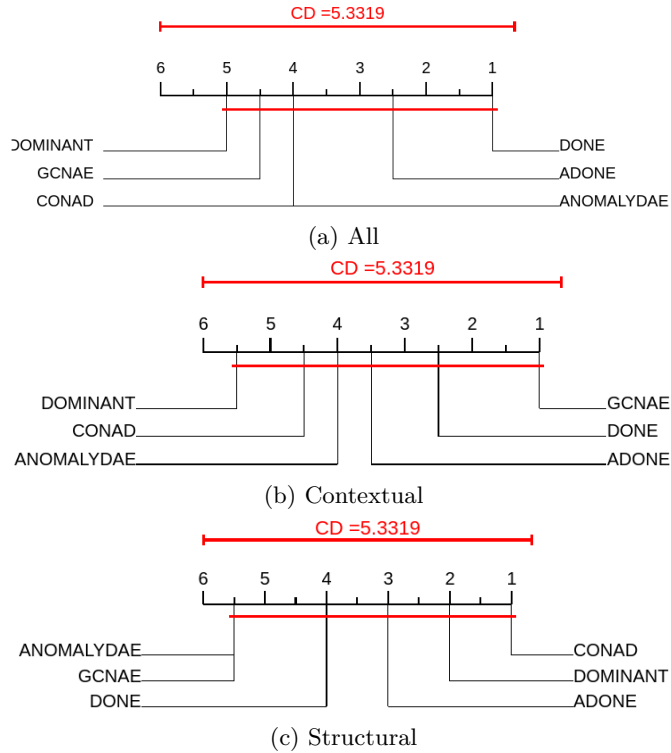 CD =5.3319
6 5 4 3 2 1
DOMINANT DONE
GCNAE ADONE
CONAD ANOMALYDAE
(a) All
CD =5.3319
6 5 4 3 2 1
DOMINANT GCNAE
CONAD DONE
ANOMALYDAE ADONE
(b) Contextual
CD =5.3319
6 5 4 3 2 1
ANOMALYDAE CONAD
GCNAE DOMINANT
DONE ADONE
(c) Structural